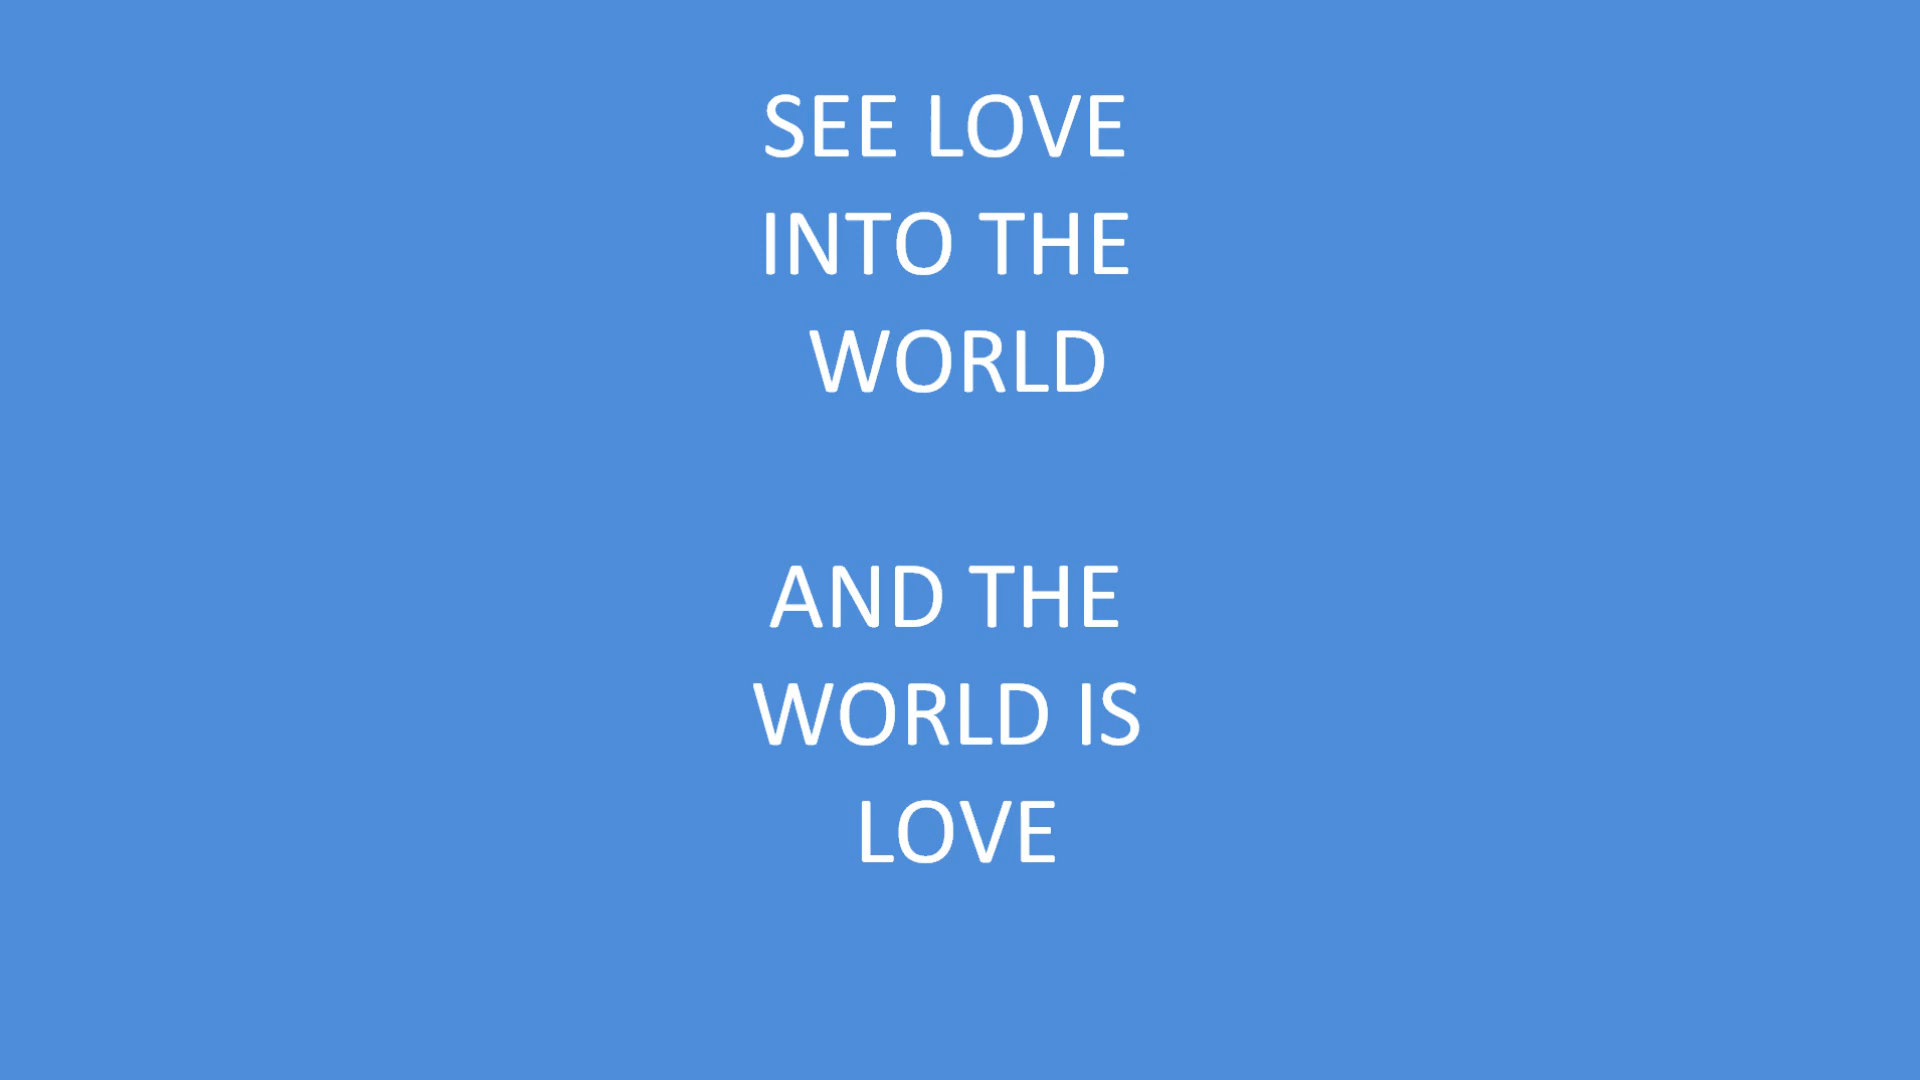 SEE LOVE
INTO THE
WORLD
AND THE
WORLD IS
LOVE